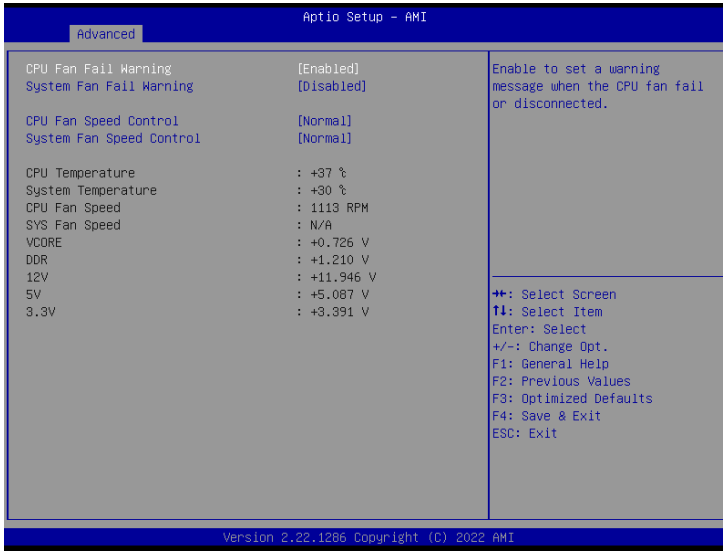 Aptio Setup - AMI
Advanced
CPU Fan Fail Warning [Enabled]
System Fan Fail Warning [Disabled]
CPU Fan Speed Control [Normal]
System Fan Speed Control [Normal]
CPU Temperature : +37 ℃
System Temperature : +30 ℃
CPU Fan Speed : 1113 RPM
SYS Fan Speed : N/A
VCORE : +0.726 V
DDR : +1.210 V
12V : +11.946 V
5V : +5.087 V
3.3V : +3.391 V
Enable to set a warning
message when the CPU fan fail
or disconnected.
→←: Select Screen
↑↓: Select Item
Enter: Select
+/-: Change Opt.
F1: General Help
F2: Previous Values
F3: Optimized Defaults
F4: Save & Exit
ESC: Exit
Version 2.22.1286 Copyright (C) 2022 AMI